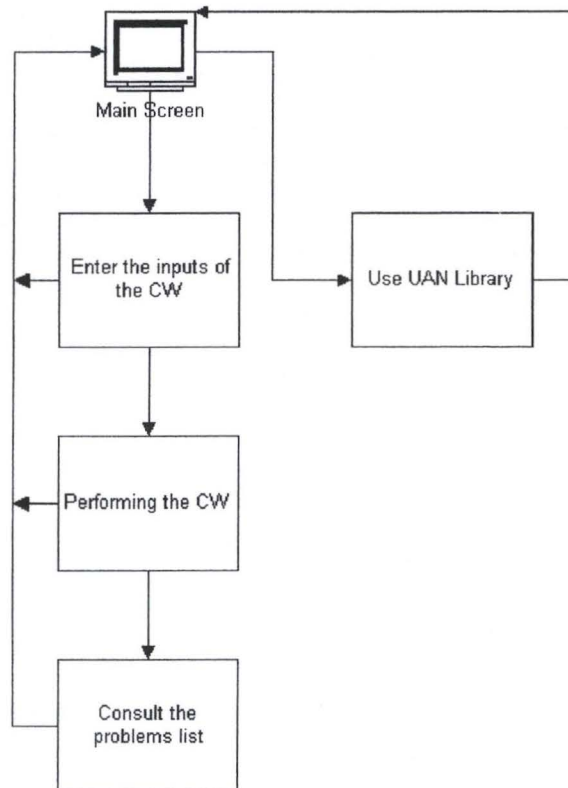 Main Screen
Enter the inputs of
the CW
Use UAN Library
Performing the CW
Consult the
problems list